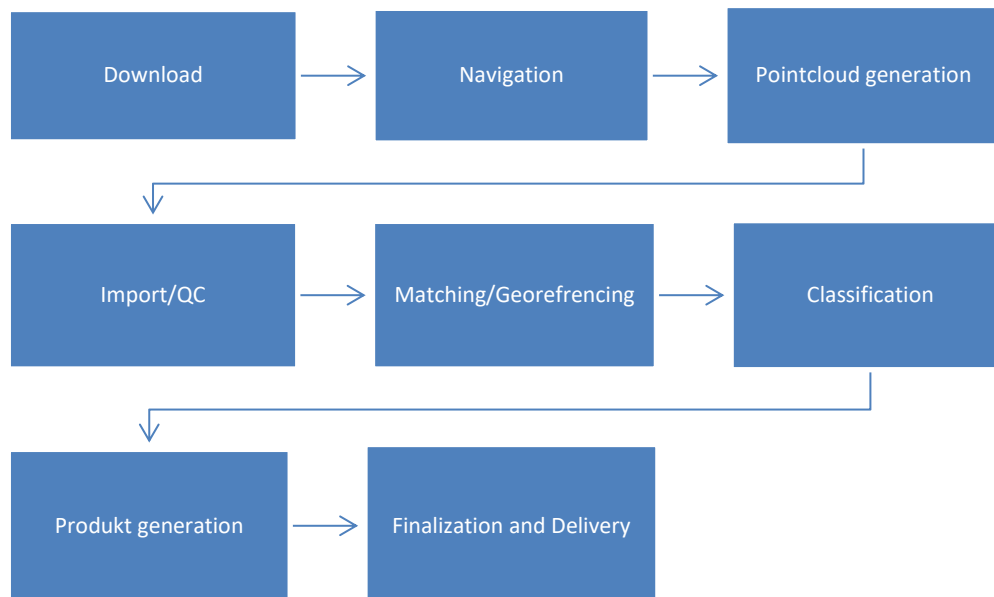 Download
Navigation
Pointcloud generation
Import/QC
Matching/Georefrencing
Classification
Produkt generation
Finalization and Delivery